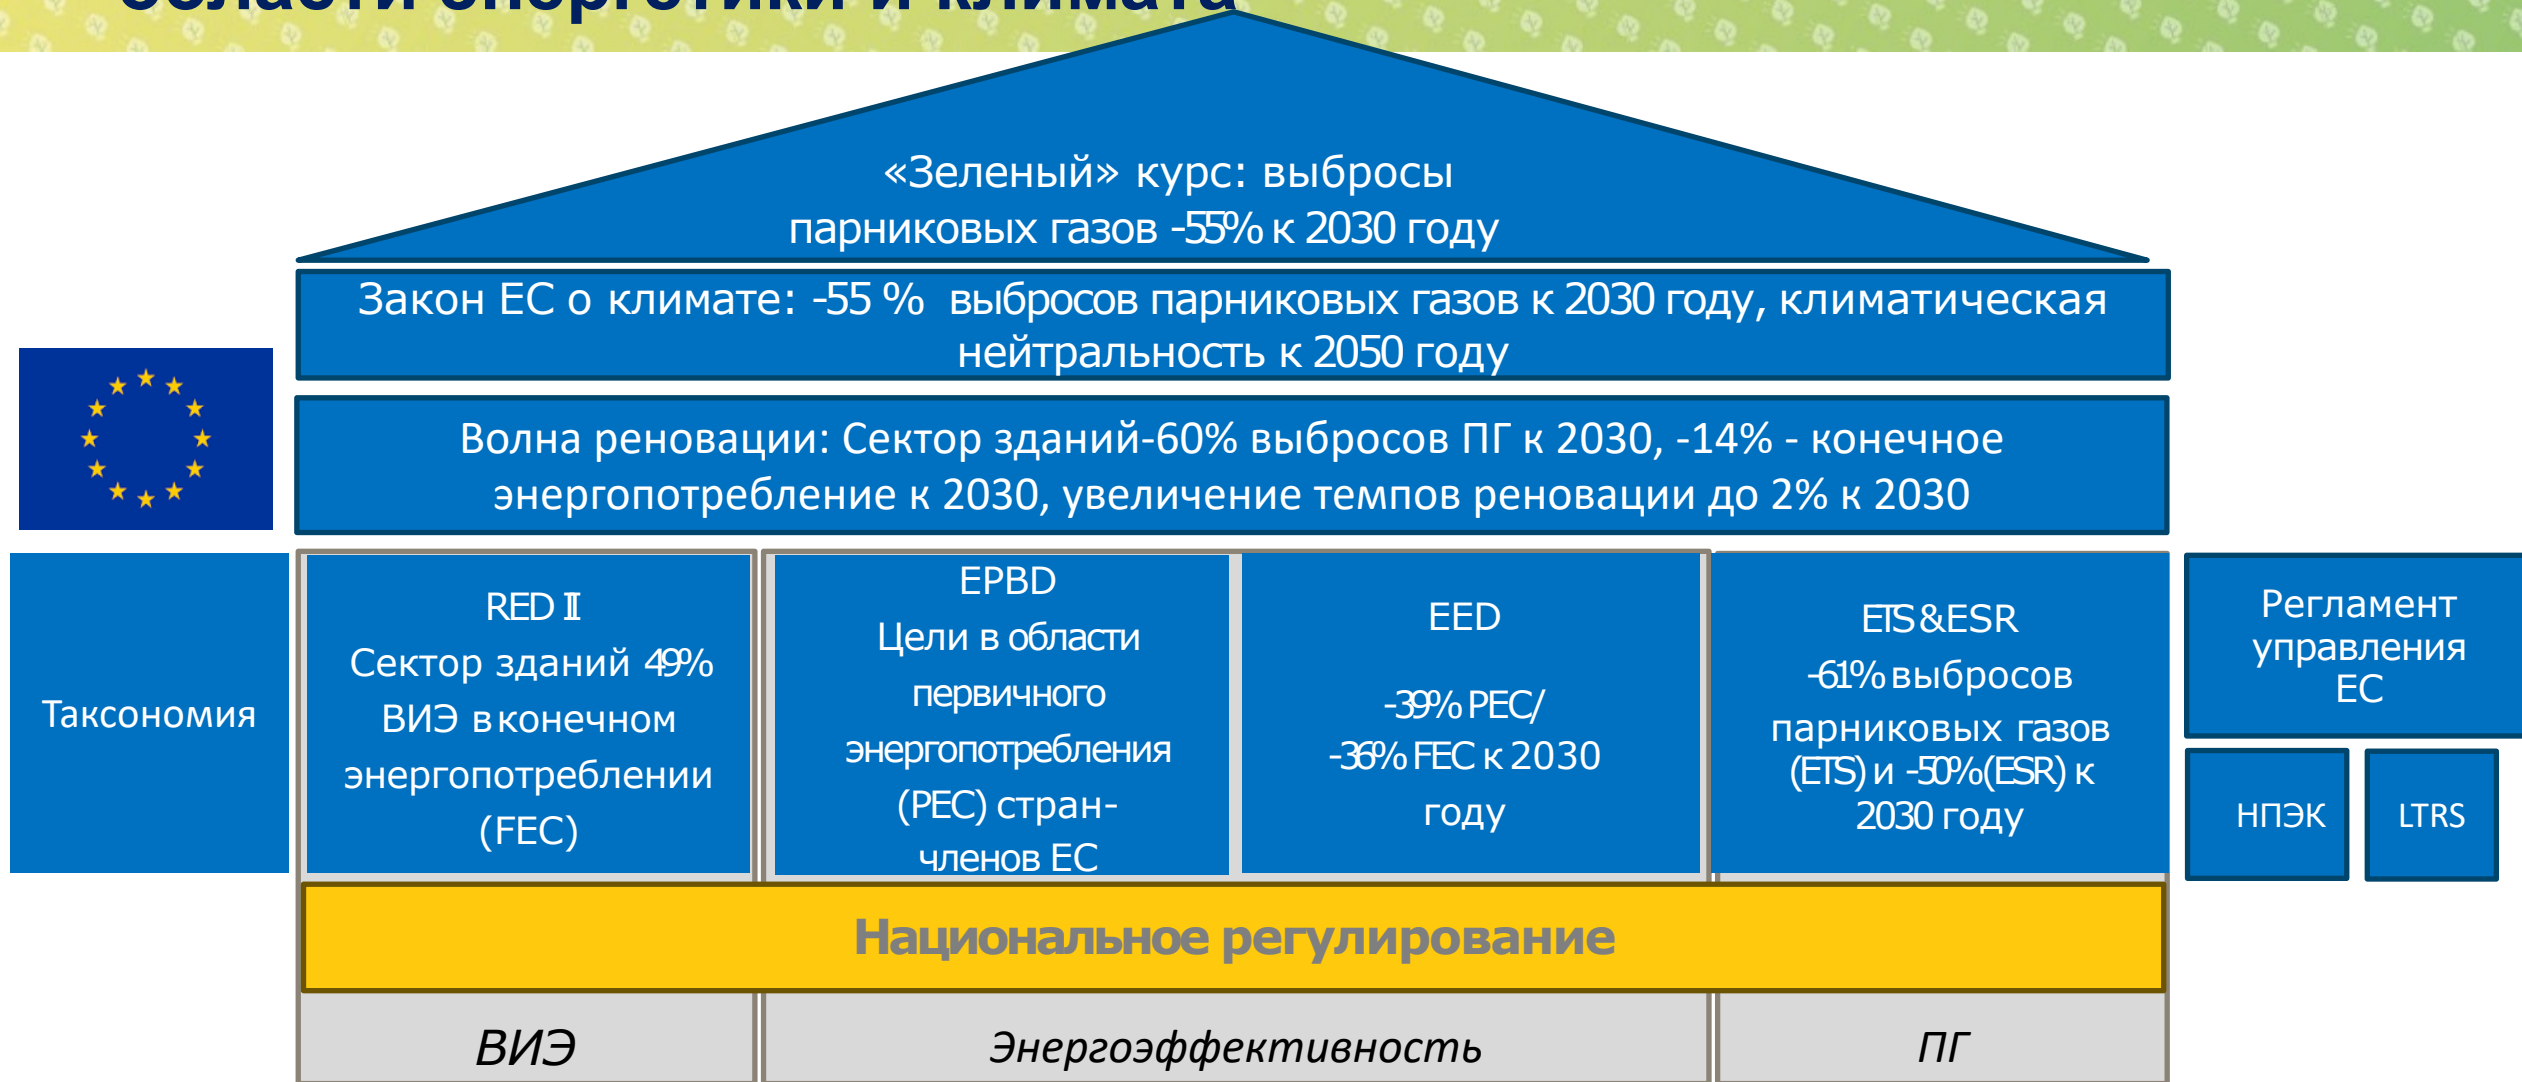 области энергетики и климата
«Зеленый» курс: выбросы
парниковых газов -55% к 2030 году
Закон ЕС о климате: -55 % выбросов парниковых газов к 2030 году, климатическая
нейтральность к 2050 году
Волна реновации: Сектор зданий-60% выбросов ПГ к 2030, -14% - конечное
энергопотребление к 2030, увеличение темпов реновации до 2% к 2030
Таксономия
RED II
Сектор зданий 49%
ВИЭ в конечном
энергопотреблении
(FEC)
EPBD
Цели в области
первичного
энергопотребления
(PEC) стран-
членов ЕС
EED
-39% PEC/
-36% FEC к 2030
году
ETS&ESR
-61% выбросов
парниковых газов
(ETS) и -50%(ESR) к
2030 году
Регламент
управления
ЕС
НПЭК
LTRS
Национальное регулирование
ВИЭ
Энергоэффективность
ПГ